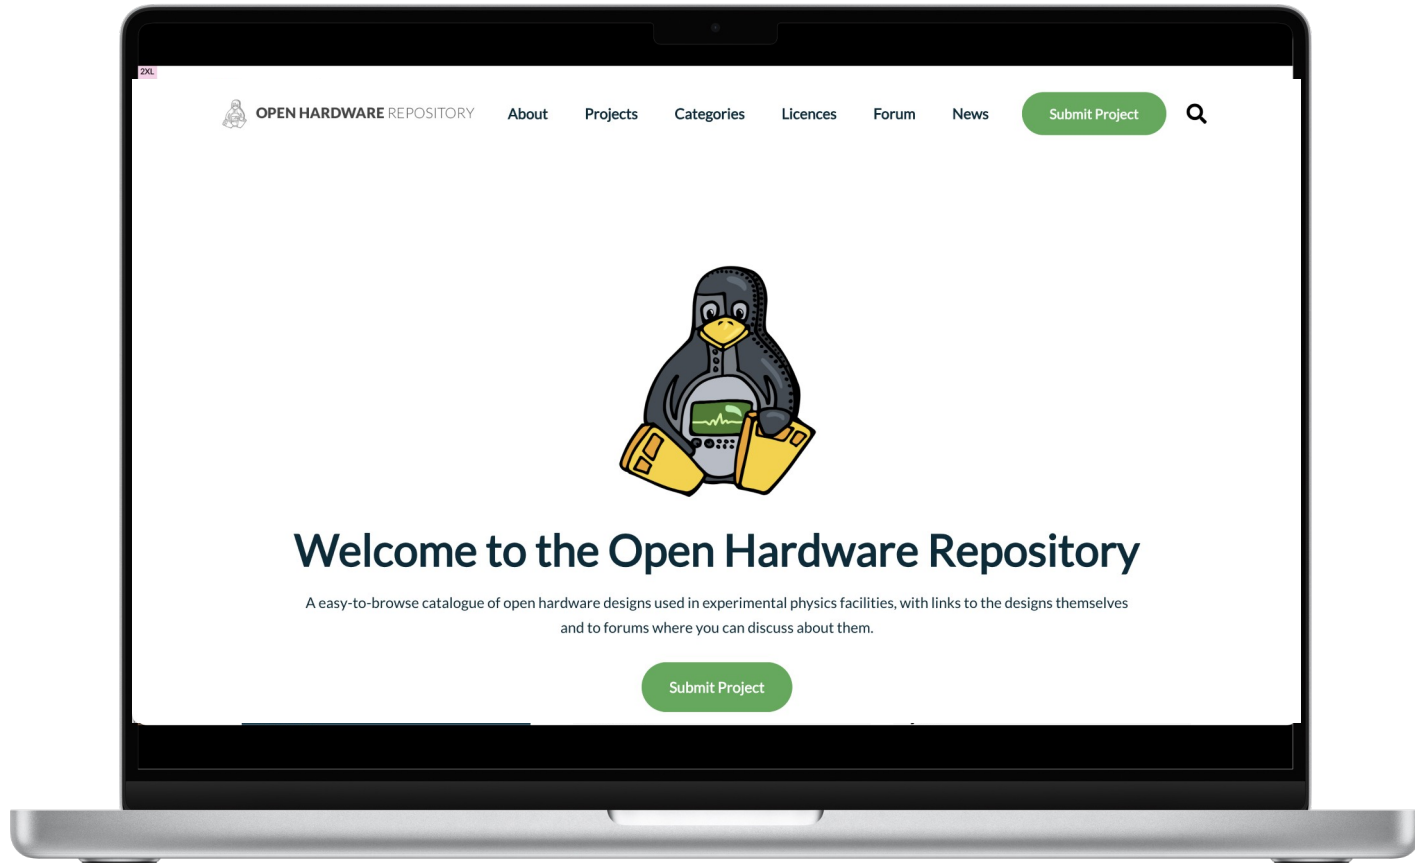 2XL
OPEN HARDWARE REPOSITORY About Projects Categories Licences Forum News Submit Project
Welcome to the Open Hardware Repository
A easy-to-browse catalogue of open hardware designs used in experimental physics facilities, with links to the designs themselves
and to forums where you can discuss about them.
Submit Project